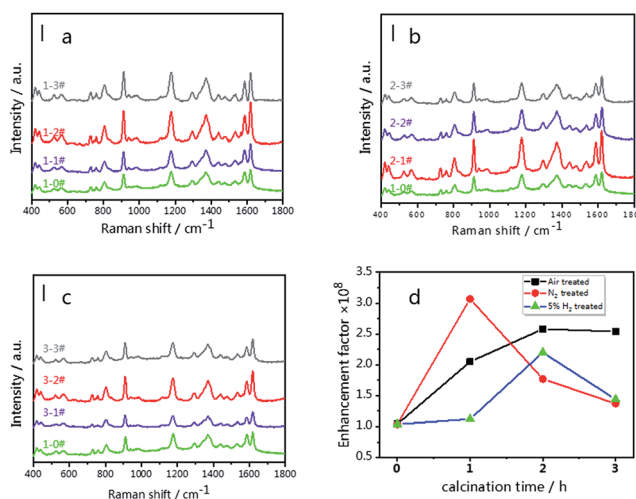 a
1-3#
1-2#
1-1#
1-0#
Intensity / a.u.
400 600 800 1000 1200 1400 1600 1800
Raman shift / cm⁻¹
b
2-3#
2-2#
2-1#
1-0#
Intensity / a.u.
400 600 800 1000 1200 1400 1600 1800
Raman shift / cm⁻¹
c
3-3#
3-2#
3-1#
1-0#
Intensity / a.u.
400 600 800 1000 1200 1400 1600 1800
Raman shift / cm⁻¹
d
Air treated
N₂ treated
5% H₂ treated
Enhancement factor ×10⁸
3.5
3.0
2.5
2.0
1.5
1.0
0.5
0 1 2 3
calcination time / h